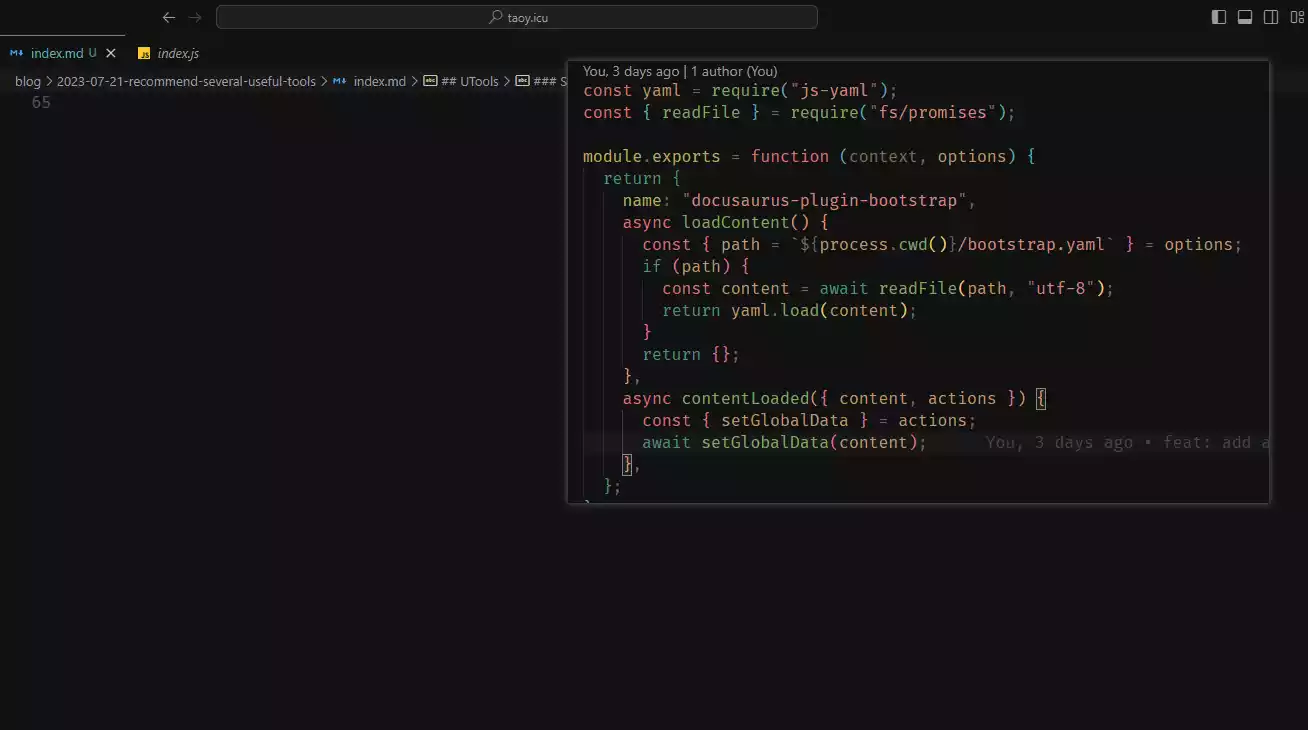 taoy.icu
index.md U
JS index.js
blog > 2023-07-21-recommend-several-useful-tools > index.md > ## UTools > ### S
65
You, 3 days ago | 1 author (You)
const yaml = require("js-yaml");
const { readFile } = require("fs/promises");
module.exports = function (context, options) {
return {
name: "docusaurus-plugin-bootstrap",
async loadContent() {
const { path = `${process.cwd()}/bootstrap.yaml` } = options;
if (path) {
const content = await readFile(path, "utf-8");
return yaml.load(content);
}
return {};
},
async contentLoaded({ content, actions }) {
const { setGlobalData } = actions;
await setGlobalData(content); You, 3 days ago • feat: add a
},
};